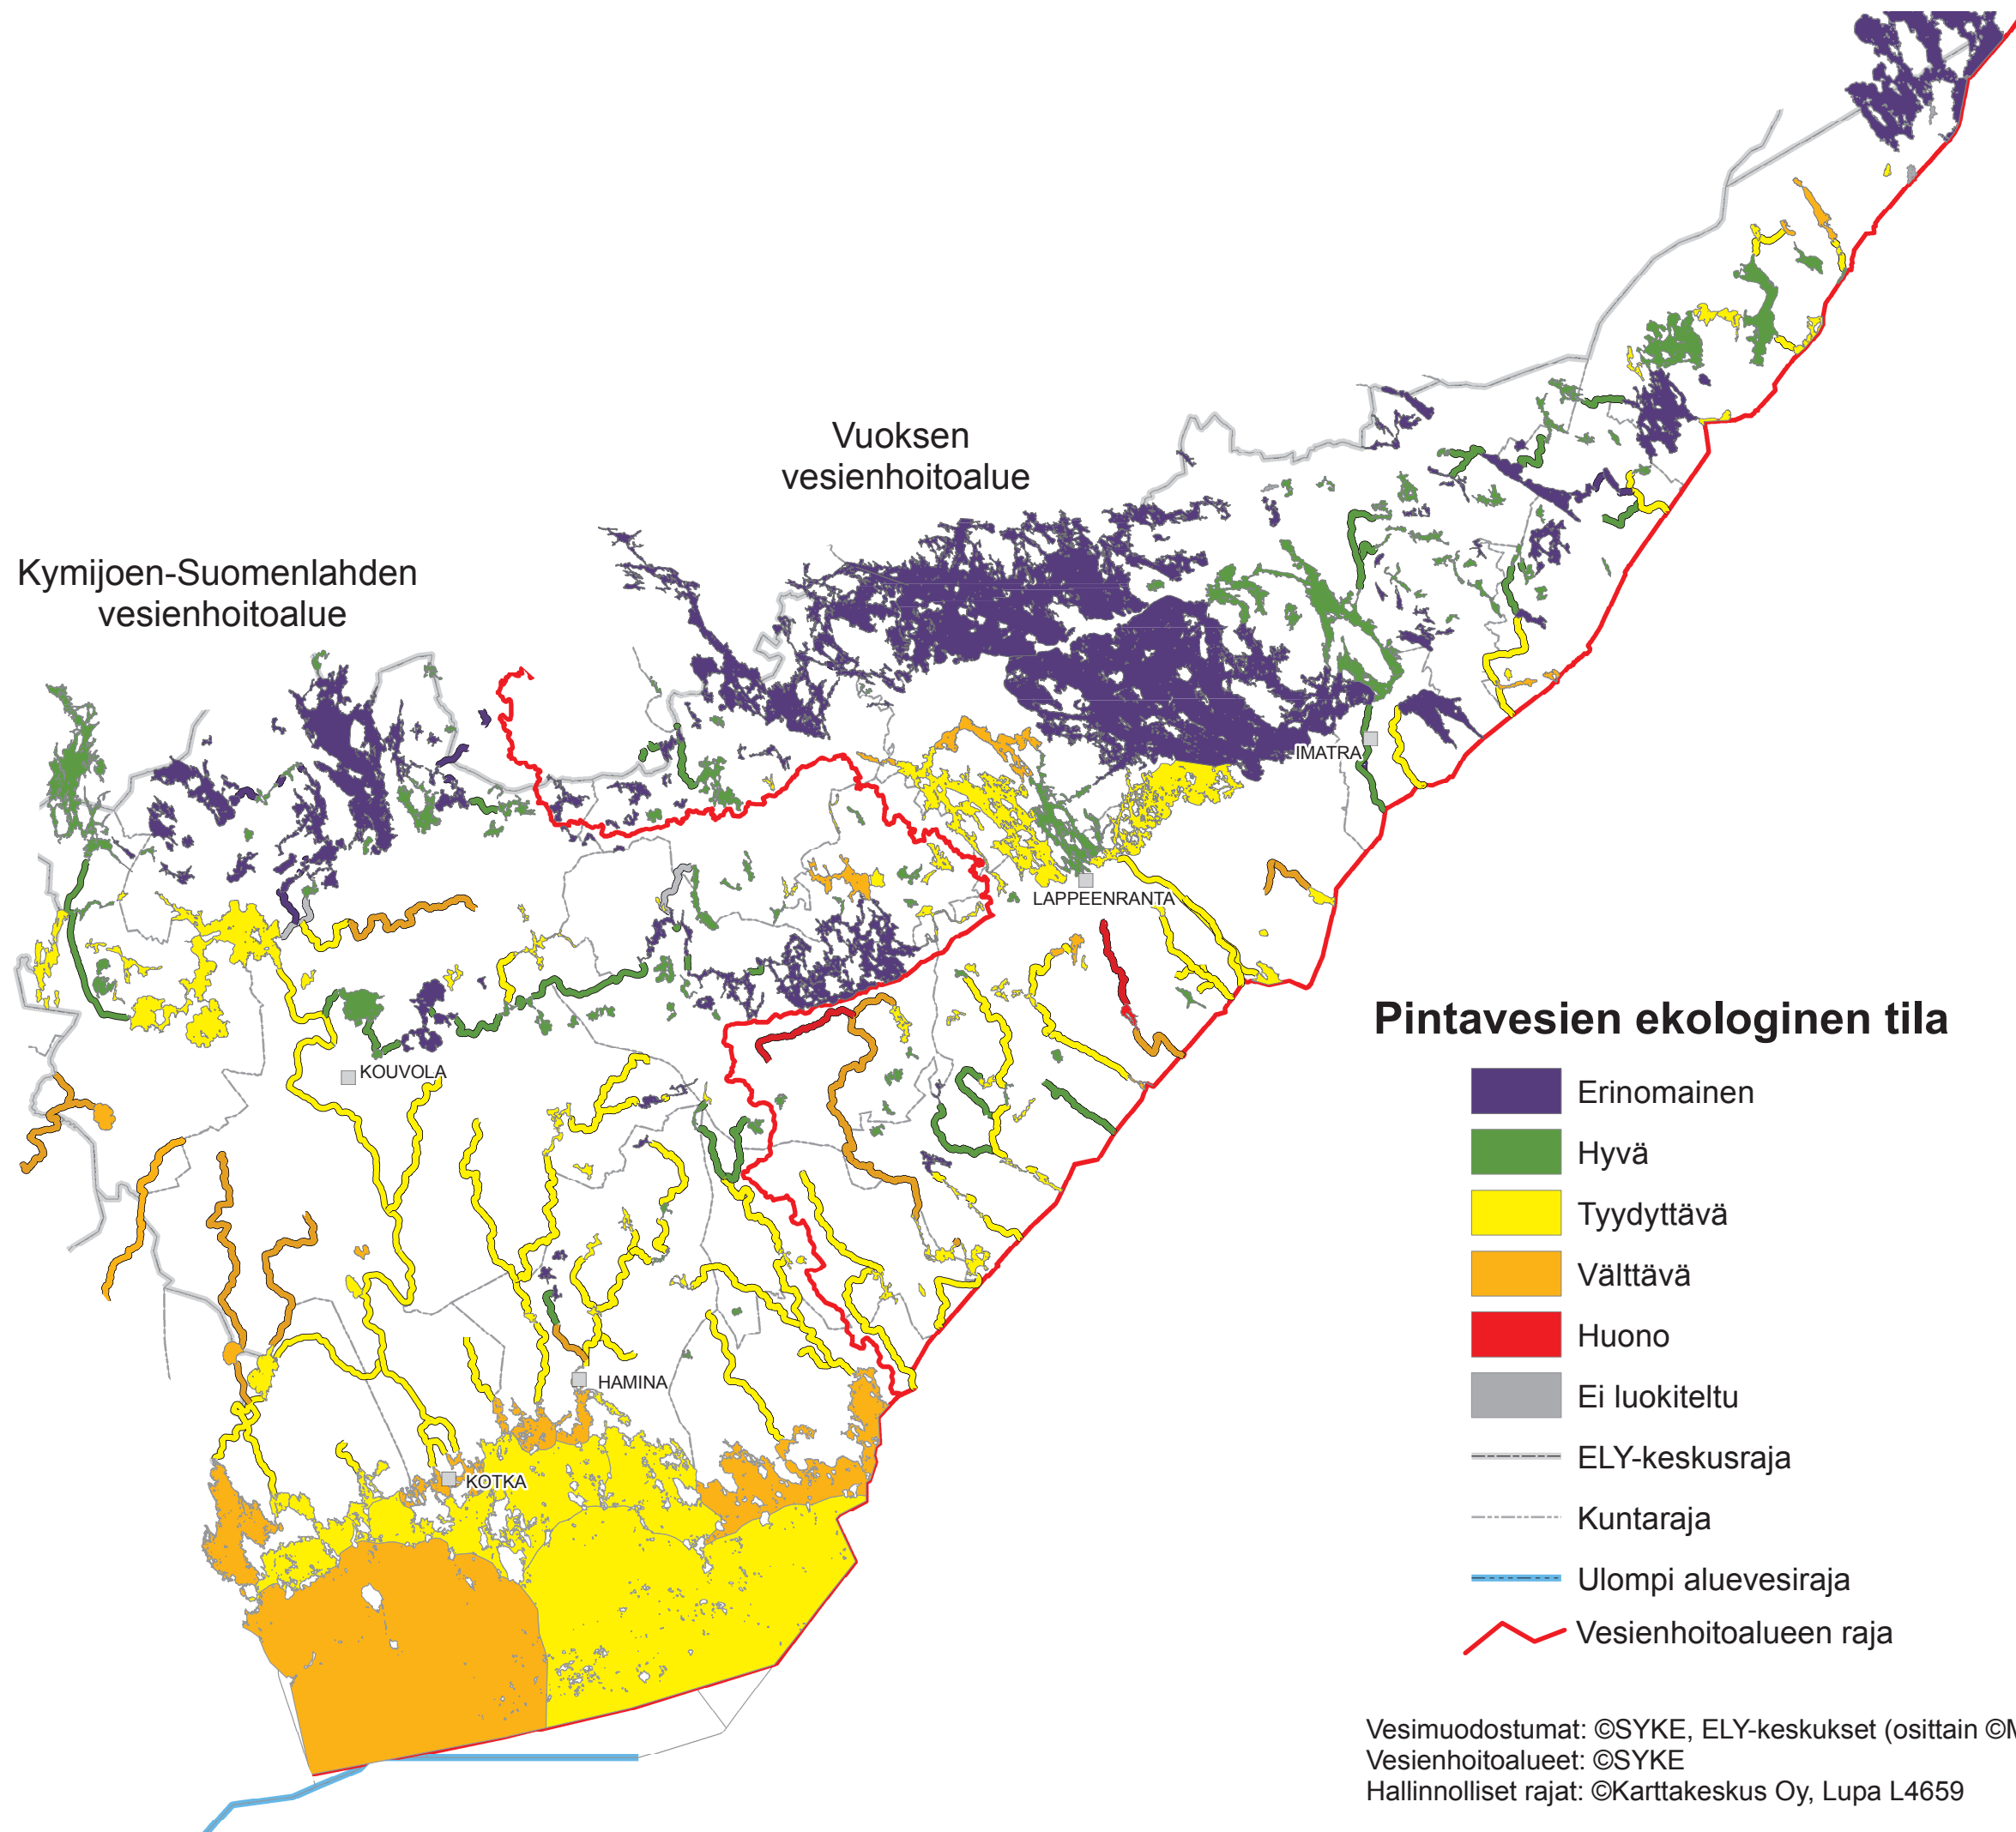 Vuoksen
vesienhoitoalue
Kymijoen-Suomenlahden
vesienhoitoalue
IMATRA
LAPPEENRANTA
KOUVOLA
HAMINA
KOTKA
Pintavesien ekologinen tila
Erinomainen
Hyvä
Tyydyttävä
Välttävä
Huono
Ei luokiteltu
ELY-keskusraja
Kuntaraja
Ulompi aluevesiraja
Vesienhoitoalueen raja
Vesimuodostumat: ©SYKE, ELY-keskukset (osittain ©M
Vesienhoitoalueet: ©SYKE
Hallinnolliset rajat: ©Karttakeskus Oy, Lupa L4659